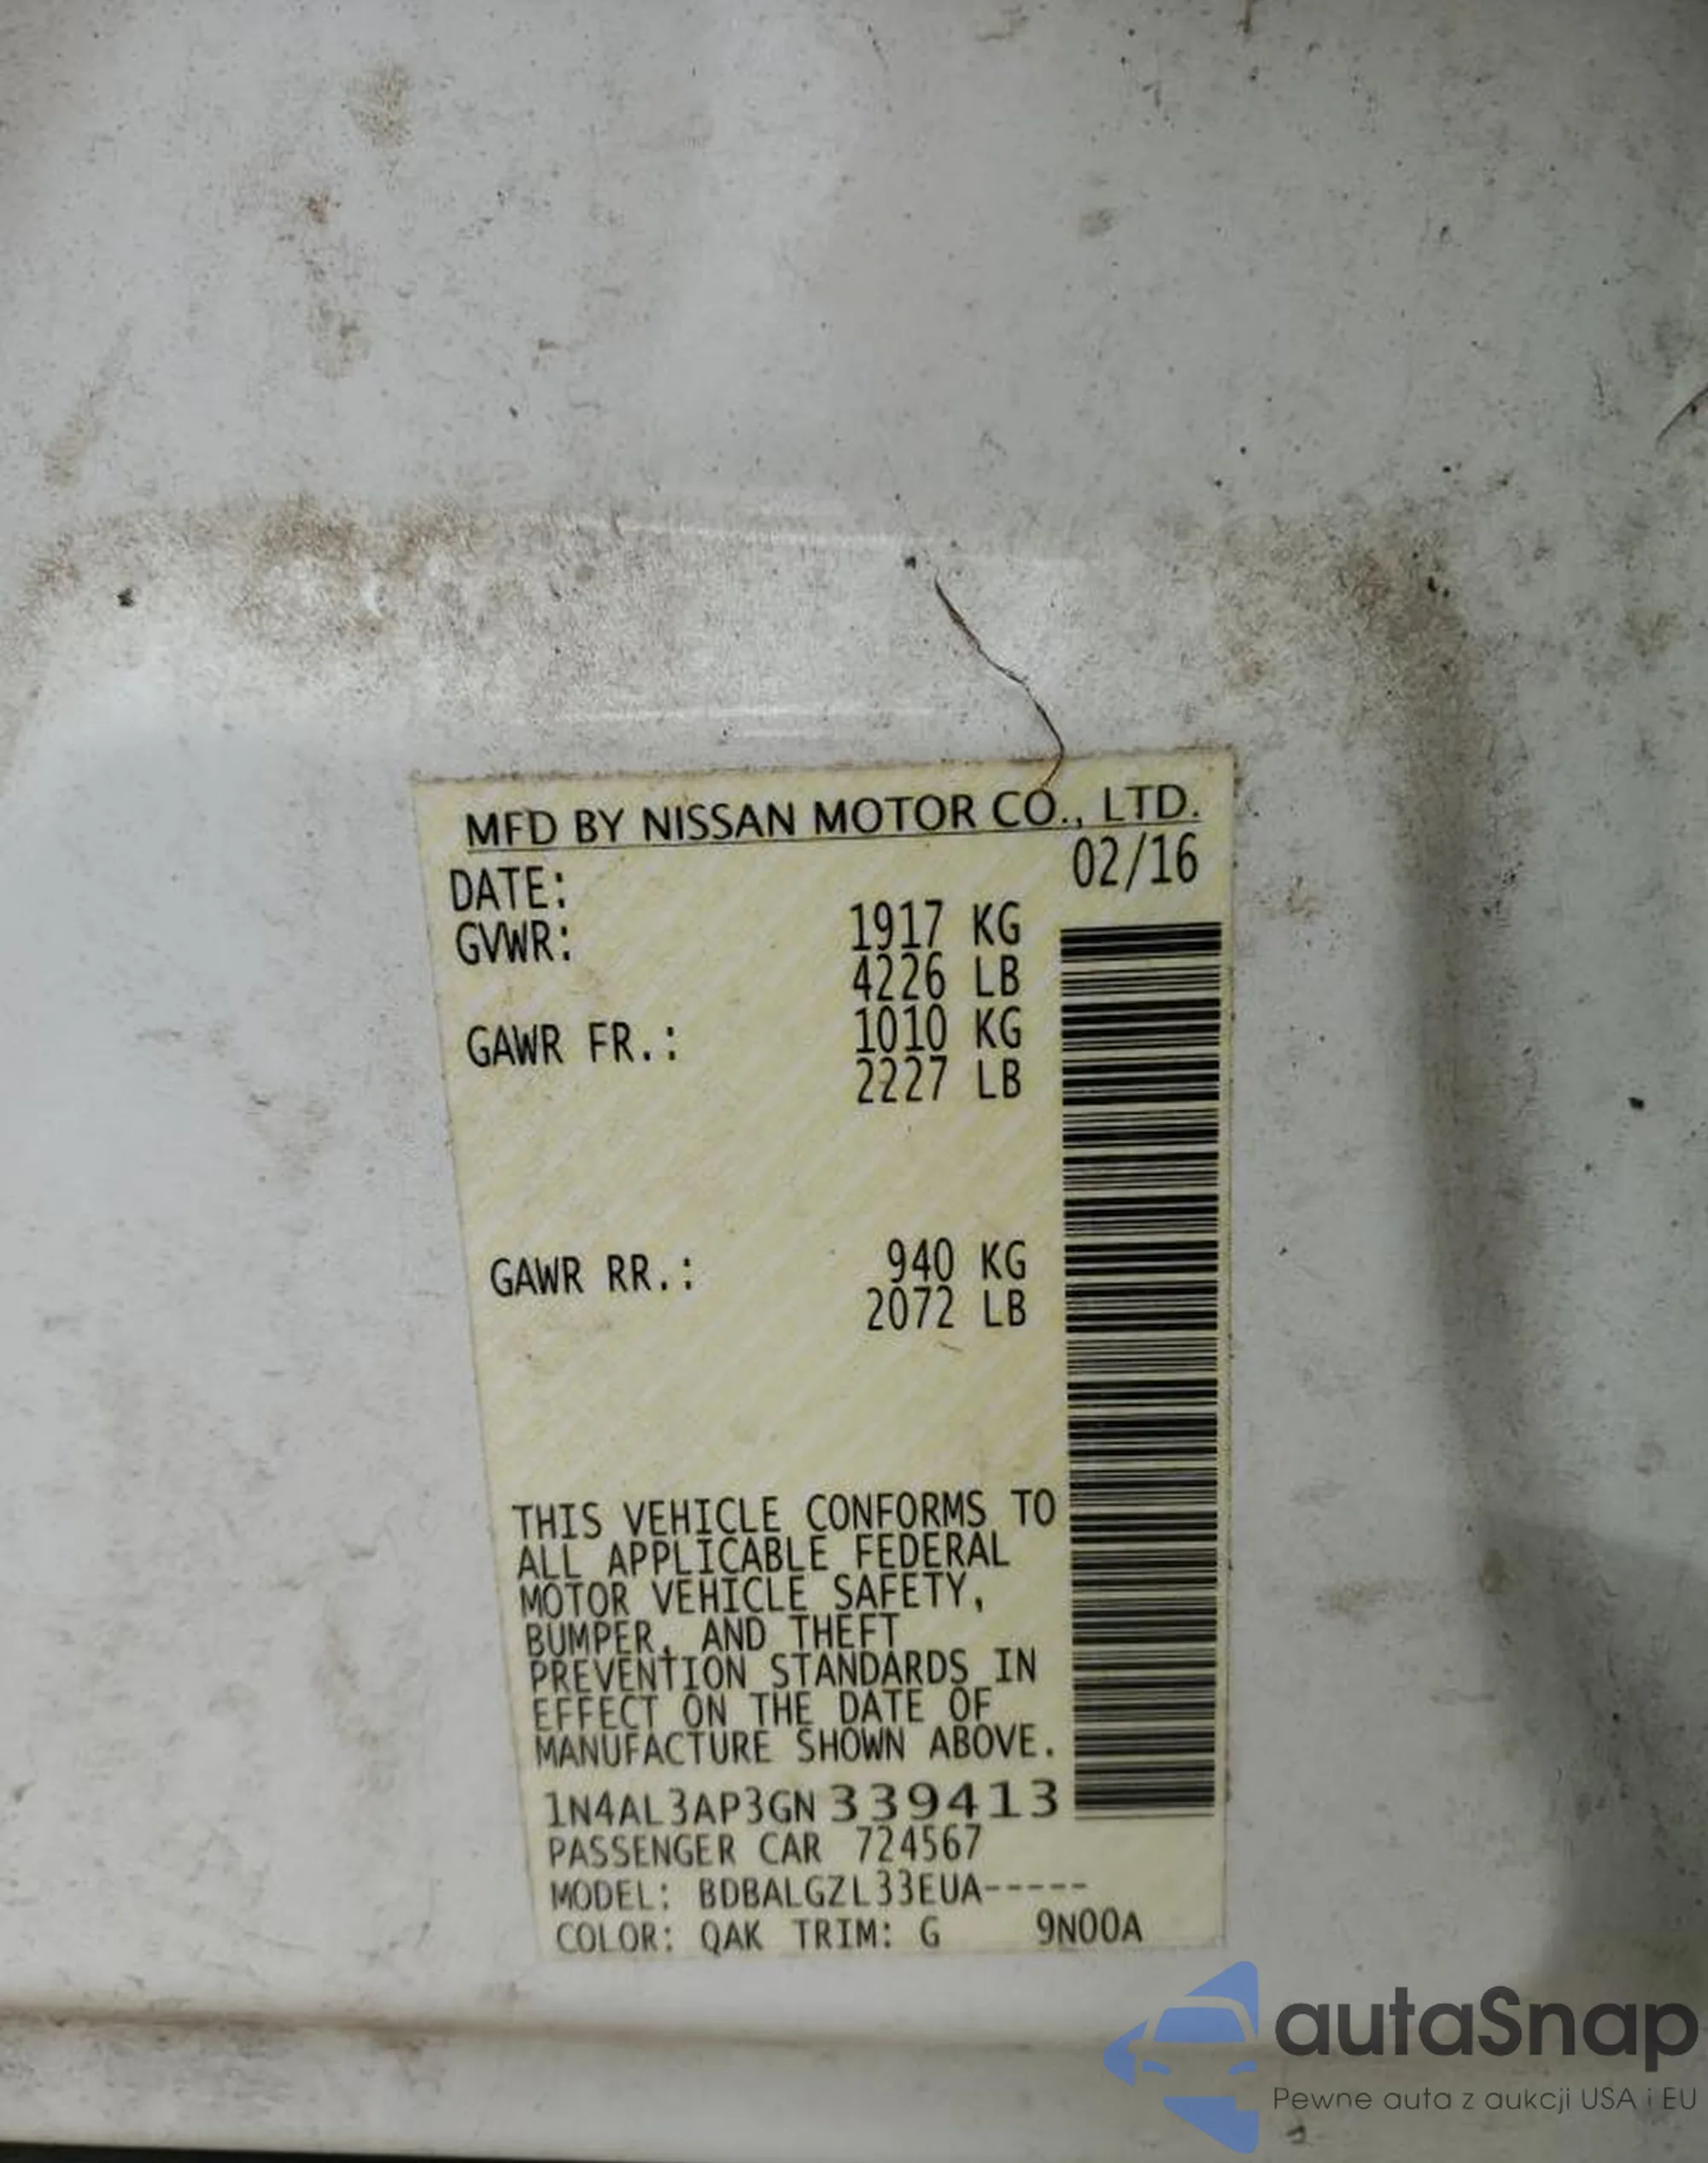 MFD BY NISSAN MOTOR CO., LTD.
DATE: 02/16
GVWR: 1917 KG
4226 LB
GAWR FR.: 1010 KG
2227 LB
GAWR RR.: 940 KG
2072 LB
THIS VEHICLE CONFORMS TO
ALL APPLICABLE FEDERAL
MOTOR VEHICLE SAFETY,
BUMPER, AND THEFT
PREVENTION STANDARDS IN
EFFECT ON THE DATE OF
MANUFACTURE SHOWN ABOVE.
1N4AL3AP3GN339413
PASSENGER CAR 724567
MODEL: BDBALGZL33EUA-----
COLOR: QAK TRIM: G 9N00A
autaSnap
Pewne auta z aukcji USA i EU